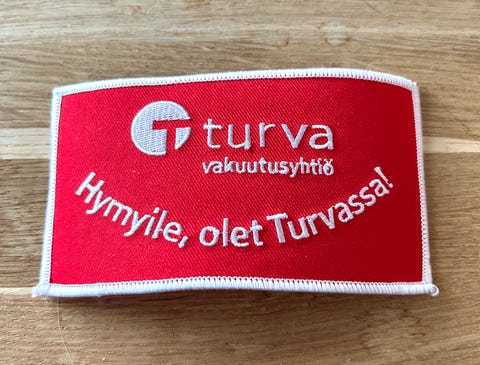 turva
vakuutusyhtiö
Hymyile, olet Turvassa!